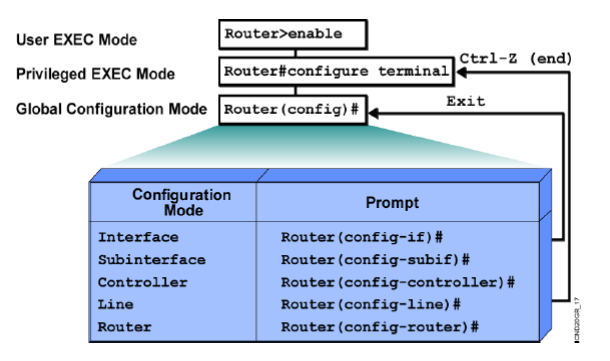 User EXEC Mode
Router>enable
Ctrl-Z (end)
Privileged EXEC Mode
Router#configure terminal
Global Configuration Mode
Router(config)#
Exit
Configuration
Mode
Prompt
Interface Router(config-if)#
Subinterface Router(config-subif)#
Controller Router(config-controller)#
Line Router(config-line)#
Router Router(config-router)#